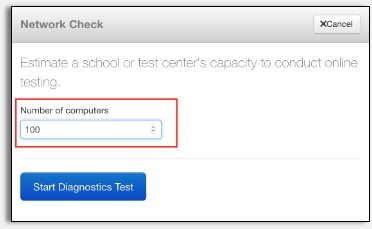 Network Check
✕Cancel
Estimate a school or test center's capacity to conduct online
testing.
Number of computers
100
Start Diagnostics Test